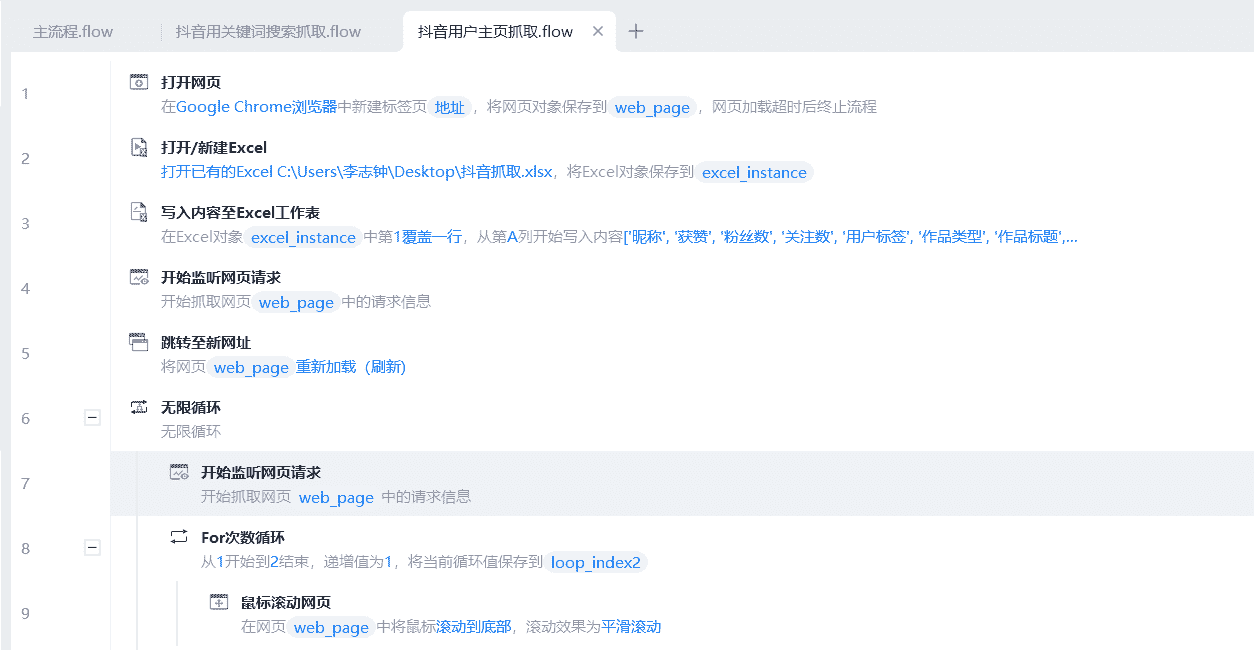 主流程.flow 抖音用关键词搜索抓取.flow 抖音用户主页抓取.flow
1 打开网页
在Google Chrome浏览器中新建标签页 地址 ，将网页对象保存到 web_page ，网页加载超时后终止流程
2 打开/新建Excel
打开已有的Excel C:\Users\李志钟\Desktop\抖音抓取.xlsx，将Excel对象保存到 excel_instance
3 写入内容至Excel工作表
在Excel对象 excel_instance 中第1覆盖一行，从第A列开始写入内容['昵称', '获赞', '粉丝数', '关注数', '用户标签', '作品类型', '作品标题',...
4 开始监听网页请求
开始抓取网页 web_page 中的请求信息
5 跳转至新网址
将网页 web_page 重新加载（刷新）
6 无限循环
无限循环
7 开始监听网页请求
开始抓取网页 web_page 中的请求信息
8 For次数循环
从1开始到2结束，递增值为1，将当前循环值保存到 loop_index2
9 鼠标滚动网页
在网页 web_page 中将鼠标滚动到底部，滚动效果为平滑滚动